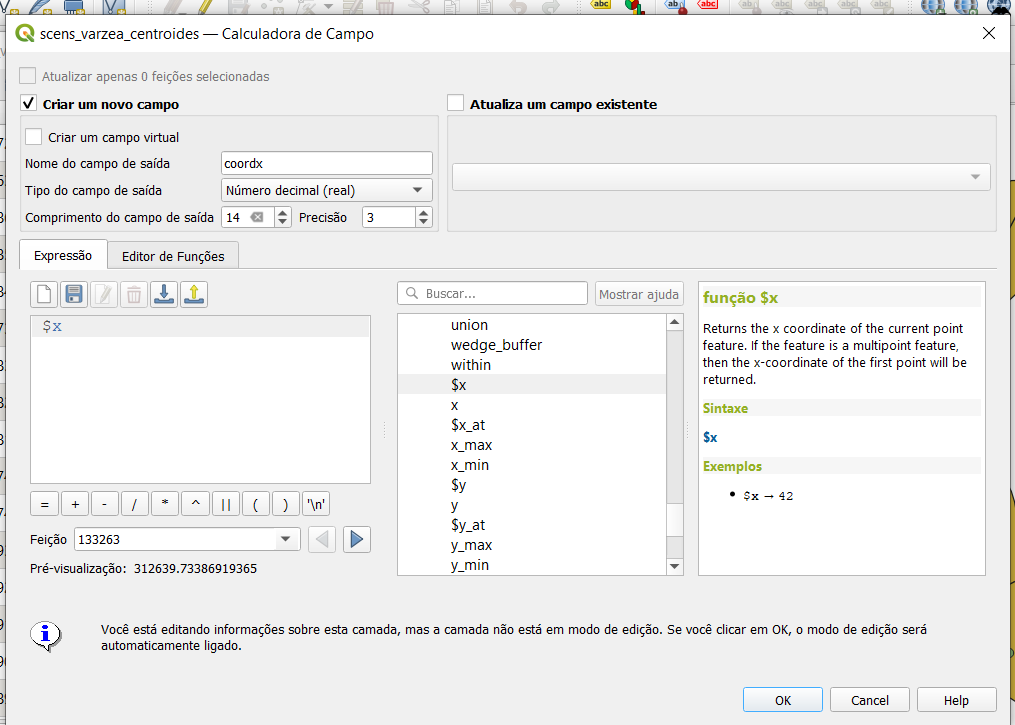 abc
abc
abc
scens_varzea_centroides — Calculadora de Campo
Atualizar apenas 0 feições selecionadas
Criar um novo campo
Atualiza um campo existente
Criar um campo virtual
Nome do campo de saída
coordx
Tipo do campo de saída
Número decimal (real)
Comprimento do campo de saída
14
Precisão
3
Expressão
Editor de Funções
Buscar...
Mostrar ajuda
$x
union
wedge_buffer
within
$x
x
$x_at
x_max
x_min
$y
y
$y_at
y_max
y_min
função $x
Returns the x coordinate of the current point
feature. If the feature is a multipoint feature,
then the x-coordinate of the first point will be
returned.
Sintaxe
$x
Exemplos
• $x → 42
= + - / * ^ || ( ) '\n'
Feição
133263
Pré-visualização: 312639.73386919365
Você está editando informações sobre esta camada, mas a camada não está em modo de edição. Se você clicar em OK, o modo de edição será
automaticamente ligado.
OK
Cancel
Help